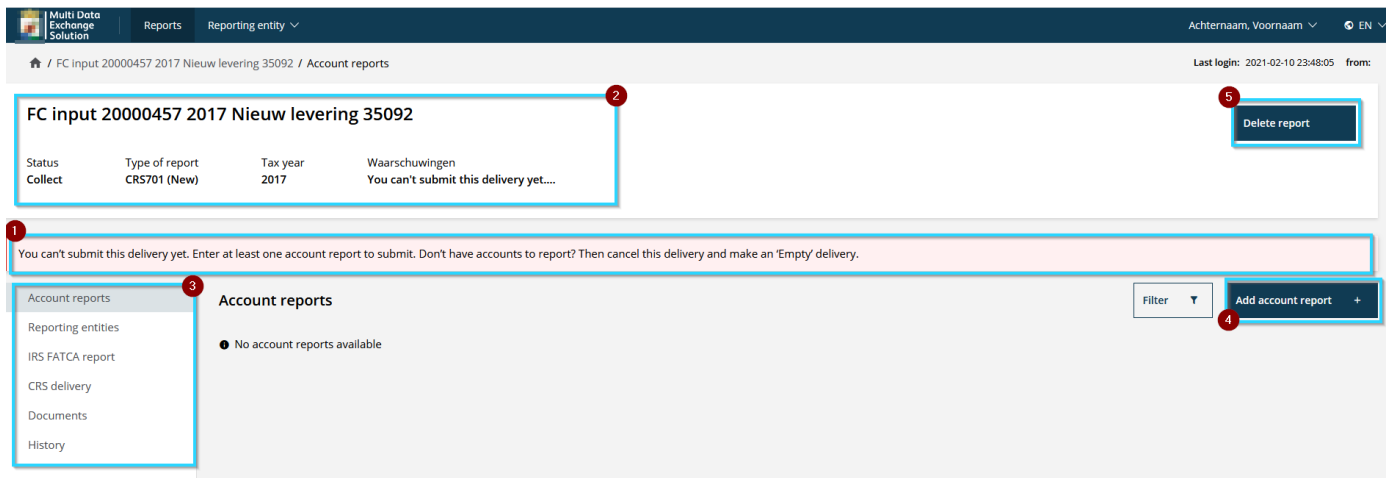 Multi Data
Exchange
Solution
Reports
Reporting entity
Achternaam, Voornaam
EN
/ FC input 20000457 2017 Nieuw levering 35092 / Account reports
Last login: 2021-02-10 23:48:05 from:
2
5
FC input 20000457 2017 Nieuw levering 35092
Delete report
Status Type of report Tax year Waarschuwingen
Collect CRS701 (New) 2017 You can't submit this delivery yet....
1
You can't submit this delivery yet. Enter at least one account report to submit. Don't have accounts to report? Then cancel this delivery and make an 'Empty' delivery.
3
Account reports
Reporting entities
IRS FATCA report
CRS delivery
Documents
History
Account reports
Filter
Add account report +
4
No account reports available